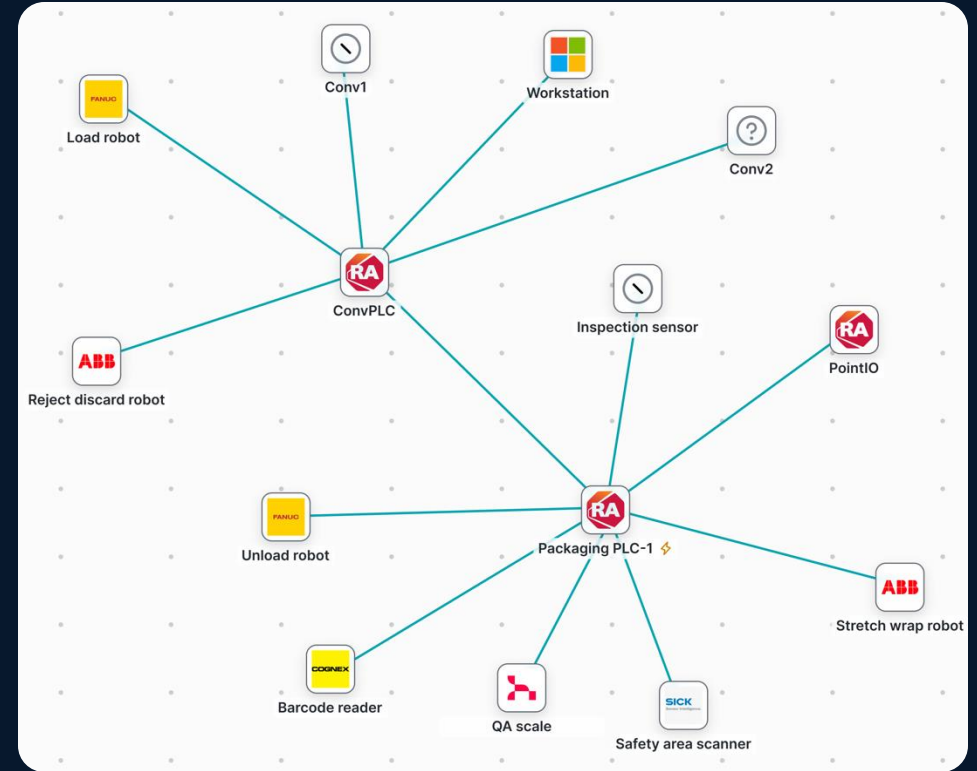 Conv1
Workstation
FANUC
Load robot
?
Conv2
RA
ConvPLC
Inspection sensor
RA
PointIO
ABB
Reject discard robot
FANUC
Unload robot
RA
Packaging PLC-1
ABB
Stretch wrap robot
COGNEX
Barcode reader
QA scale
SICK
Safety area scanner